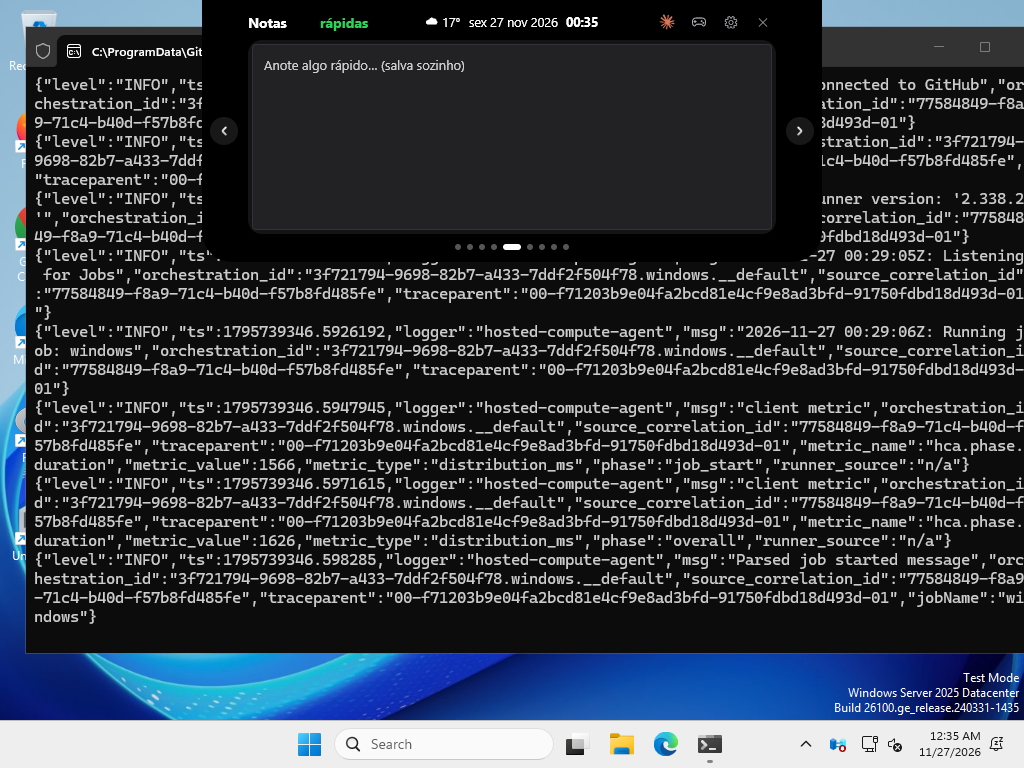 Notas rápidas 17° sex 27 nov 2026 00:35
C:\ProgramData\Git
Anote algo rápido... (salva sozinho)
{"level":"INFO","ts onnected to GitHub","or
chestration_id":"3f relation_id":"77584849-f8a
9-71c4-b40d-f57b8fd 8d493d-01"}
{"level":"INFO","ts stration_id":"3f721794-
9698-82b7-a433-7ddf 1c4-b40d-f57b8fd485fe",
"traceparent":"00-f
{"level":"INFO","ts unner version: '2.338.2
'","orchestration_i correlation_id":"77584
49-f8a9-71c4-b40d-f bd18d493d-01"}
{"level":"INFO","ts" -27 00:29:05Z: Listening
for Jobs","orchestration_id":"3f721794-9698-82b7-a433-7ddf2f504f78.windows.__default","source_correlation_id"
:"77584849-f8a9-71c4-b40d-f57b8fd485fe","traceparent":"00-f71203b9e04fa2bcd81e4cf9e8ad3bfd-91750fdbd18d493d-01
"}
{"level":"INFO","ts":1795739346.5926192,"logger":"hosted-compute-agent","msg":"2026-11-27 00:29:06Z: Running j
ob: windows","orchestration_id":"3f721794-9698-82b7-a433-7ddf2f504f78.windows.__default","source_correlation_i
d":"77584849-f8a9-71c4-b40d-f57b8fd485fe","traceparent":"00-f71203b9e04fa2bcd81e4cf9e8ad3bfd-91750fdbd18d493d-
01"}
{"level":"INFO","ts":1795739346.5947945,"logger":"hosted-compute-agent","msg":"client metric","orchestration_i
d":"3f721794-9698-82b7-a433-7ddf2f504f78.windows.__default","source_correlation_id":"77584849-f8a9-71c4-b40d-f
57b8fd485fe","traceparent":"00-f71203b9e04fa2bcd81e4cf9e8ad3bfd-91750fdbd18d493d-01","metric_name":"hca.phase.
duration","metric_value":1566,"metric_type":"distribution_ms","phase":"job_start","runner_source":"n/a"}
{"level":"INFO","ts":1795739346.5971615,"logger":"hosted-compute-agent","msg":"client metric","orchestration_i
d":"3f721794-9698-82b7-a433-7ddf2f504f78.windows.__default","source_correlation_id":"77584849-f8a9-71c4-b40d-f
57b8fd485fe","traceparent":"00-f71203b9e04fa2bcd81e4cf9e8ad3bfd-91750fdbd18d493d-01","metric_name":"hca.phase.
duration","metric_value":1626,"metric_type":"distribution_ms","phase":"overall","runner_source":"n/a"}
{"level":"INFO","ts":1795739346.598285,"logger":"hosted-compute-agent","msg":"Parsed job started message","orc
hestration_id":"3f721794-9698-82b7-a433-7ddf2f504f78.windows.__default","source_correlation_id":"77584849-f8a9
-71c4-b40d-f57b8fd485fe","traceparent":"00-f71203b9e04fa2bcd81e4cf9e8ad3bfd-91750fdbd18d493d-01","jobName":"wi
ndows"}
Test Mode
Windows Server 2025 Datacenter
Build 26100.ge_release.240331-1435
Search
12:35 AM
11/27/2026